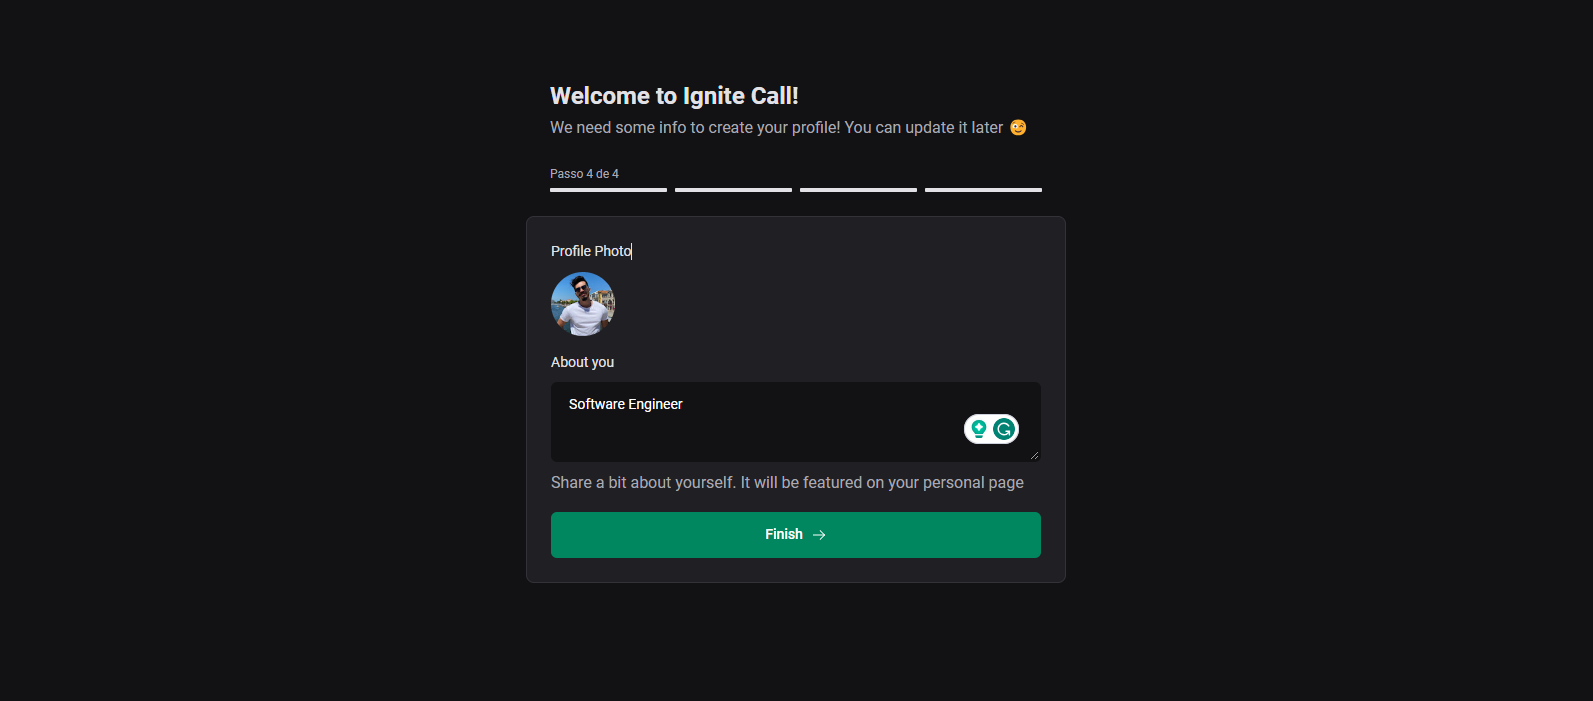 Welcome to Ignite Call!
We need some info to create your profile! You can update it later 😊
Passo 4 de 4
Profile Photo
About you
Software Engineer
Share a bit about yourself. It will be featured on your personal page
Finish →